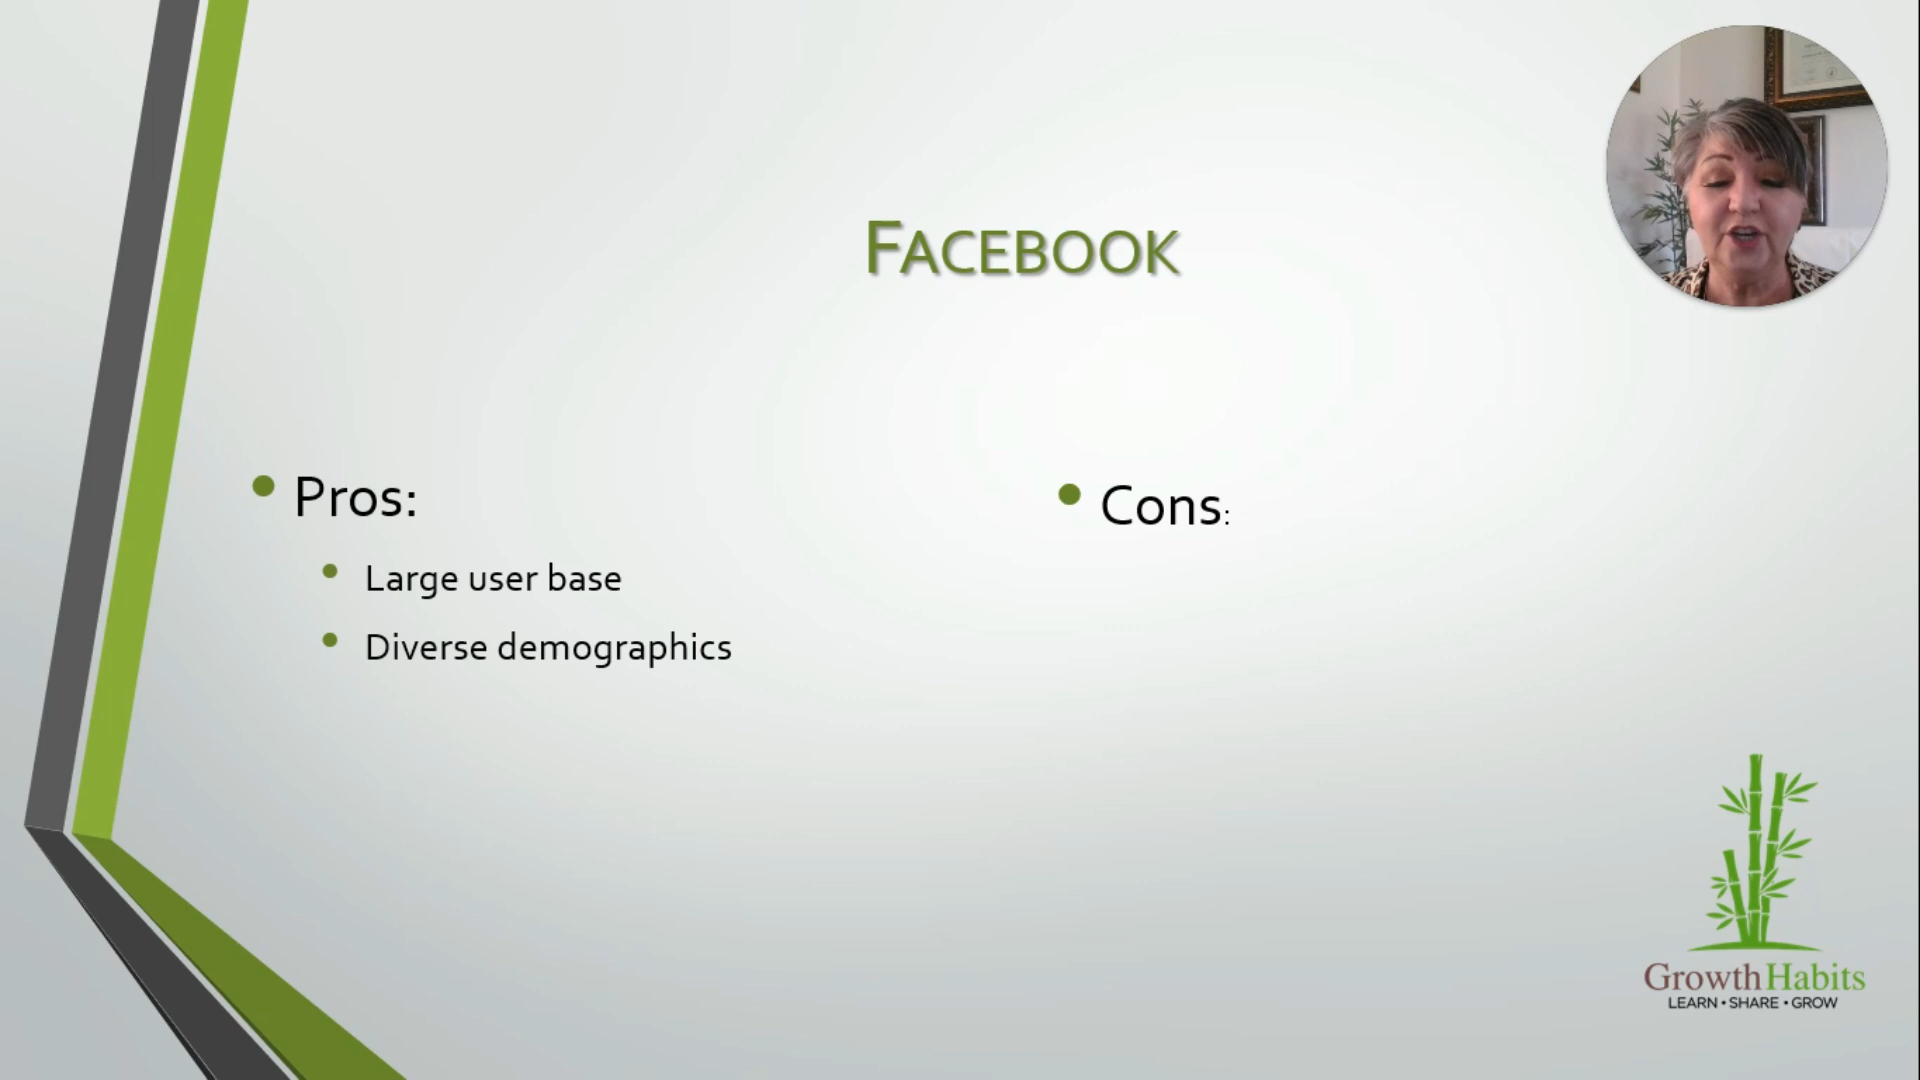 FACEBOOK
Pros:
Large user base
Diverse demographics
Cons:
GrowthHabits
LEARN • SHARE • GROW